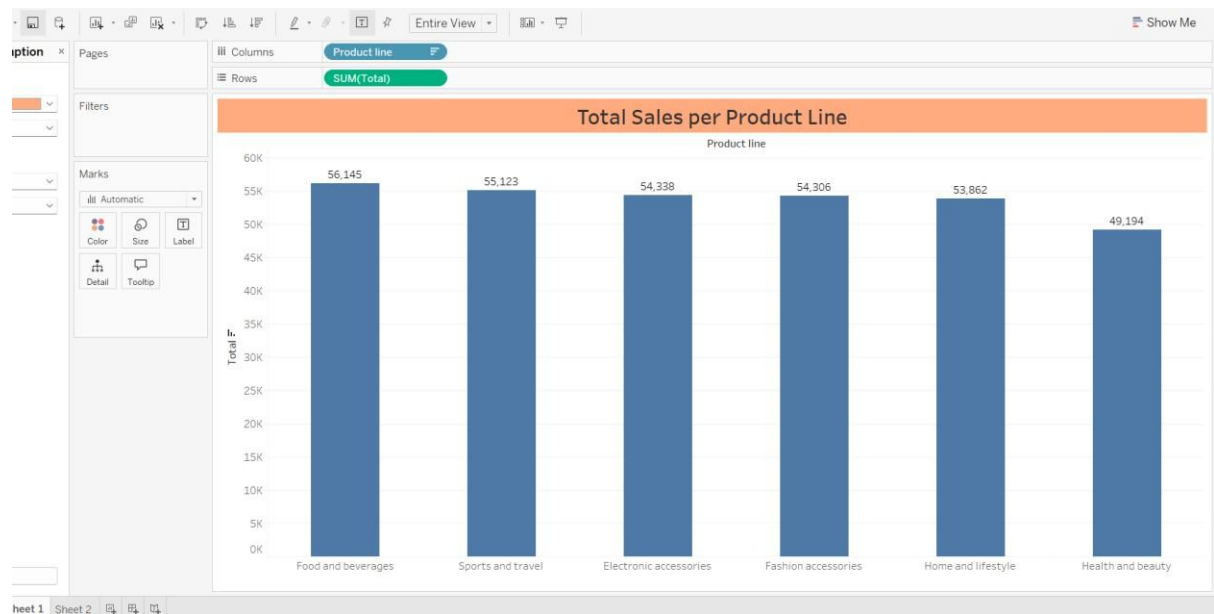 Entire View
Show Me
ption ×
Pages
Columns
Product line
Rows
SUM(Total)
Filters
Total Sales per Product Line
Product line
Marks
Automatic
Color
Size
Label
Detail
Tooltip
60K
55K
50K
45K
40K
35K
30K
25K
20K
15K
10K
5K
0K
Total
56,145
55,123
54,338
54,306
53,862
49,194
Food and beverages
Sports and travel
Electronic accessories
Fashion accessories
Home and lifestyle
Health and beauty
heet 1
Sheet 2